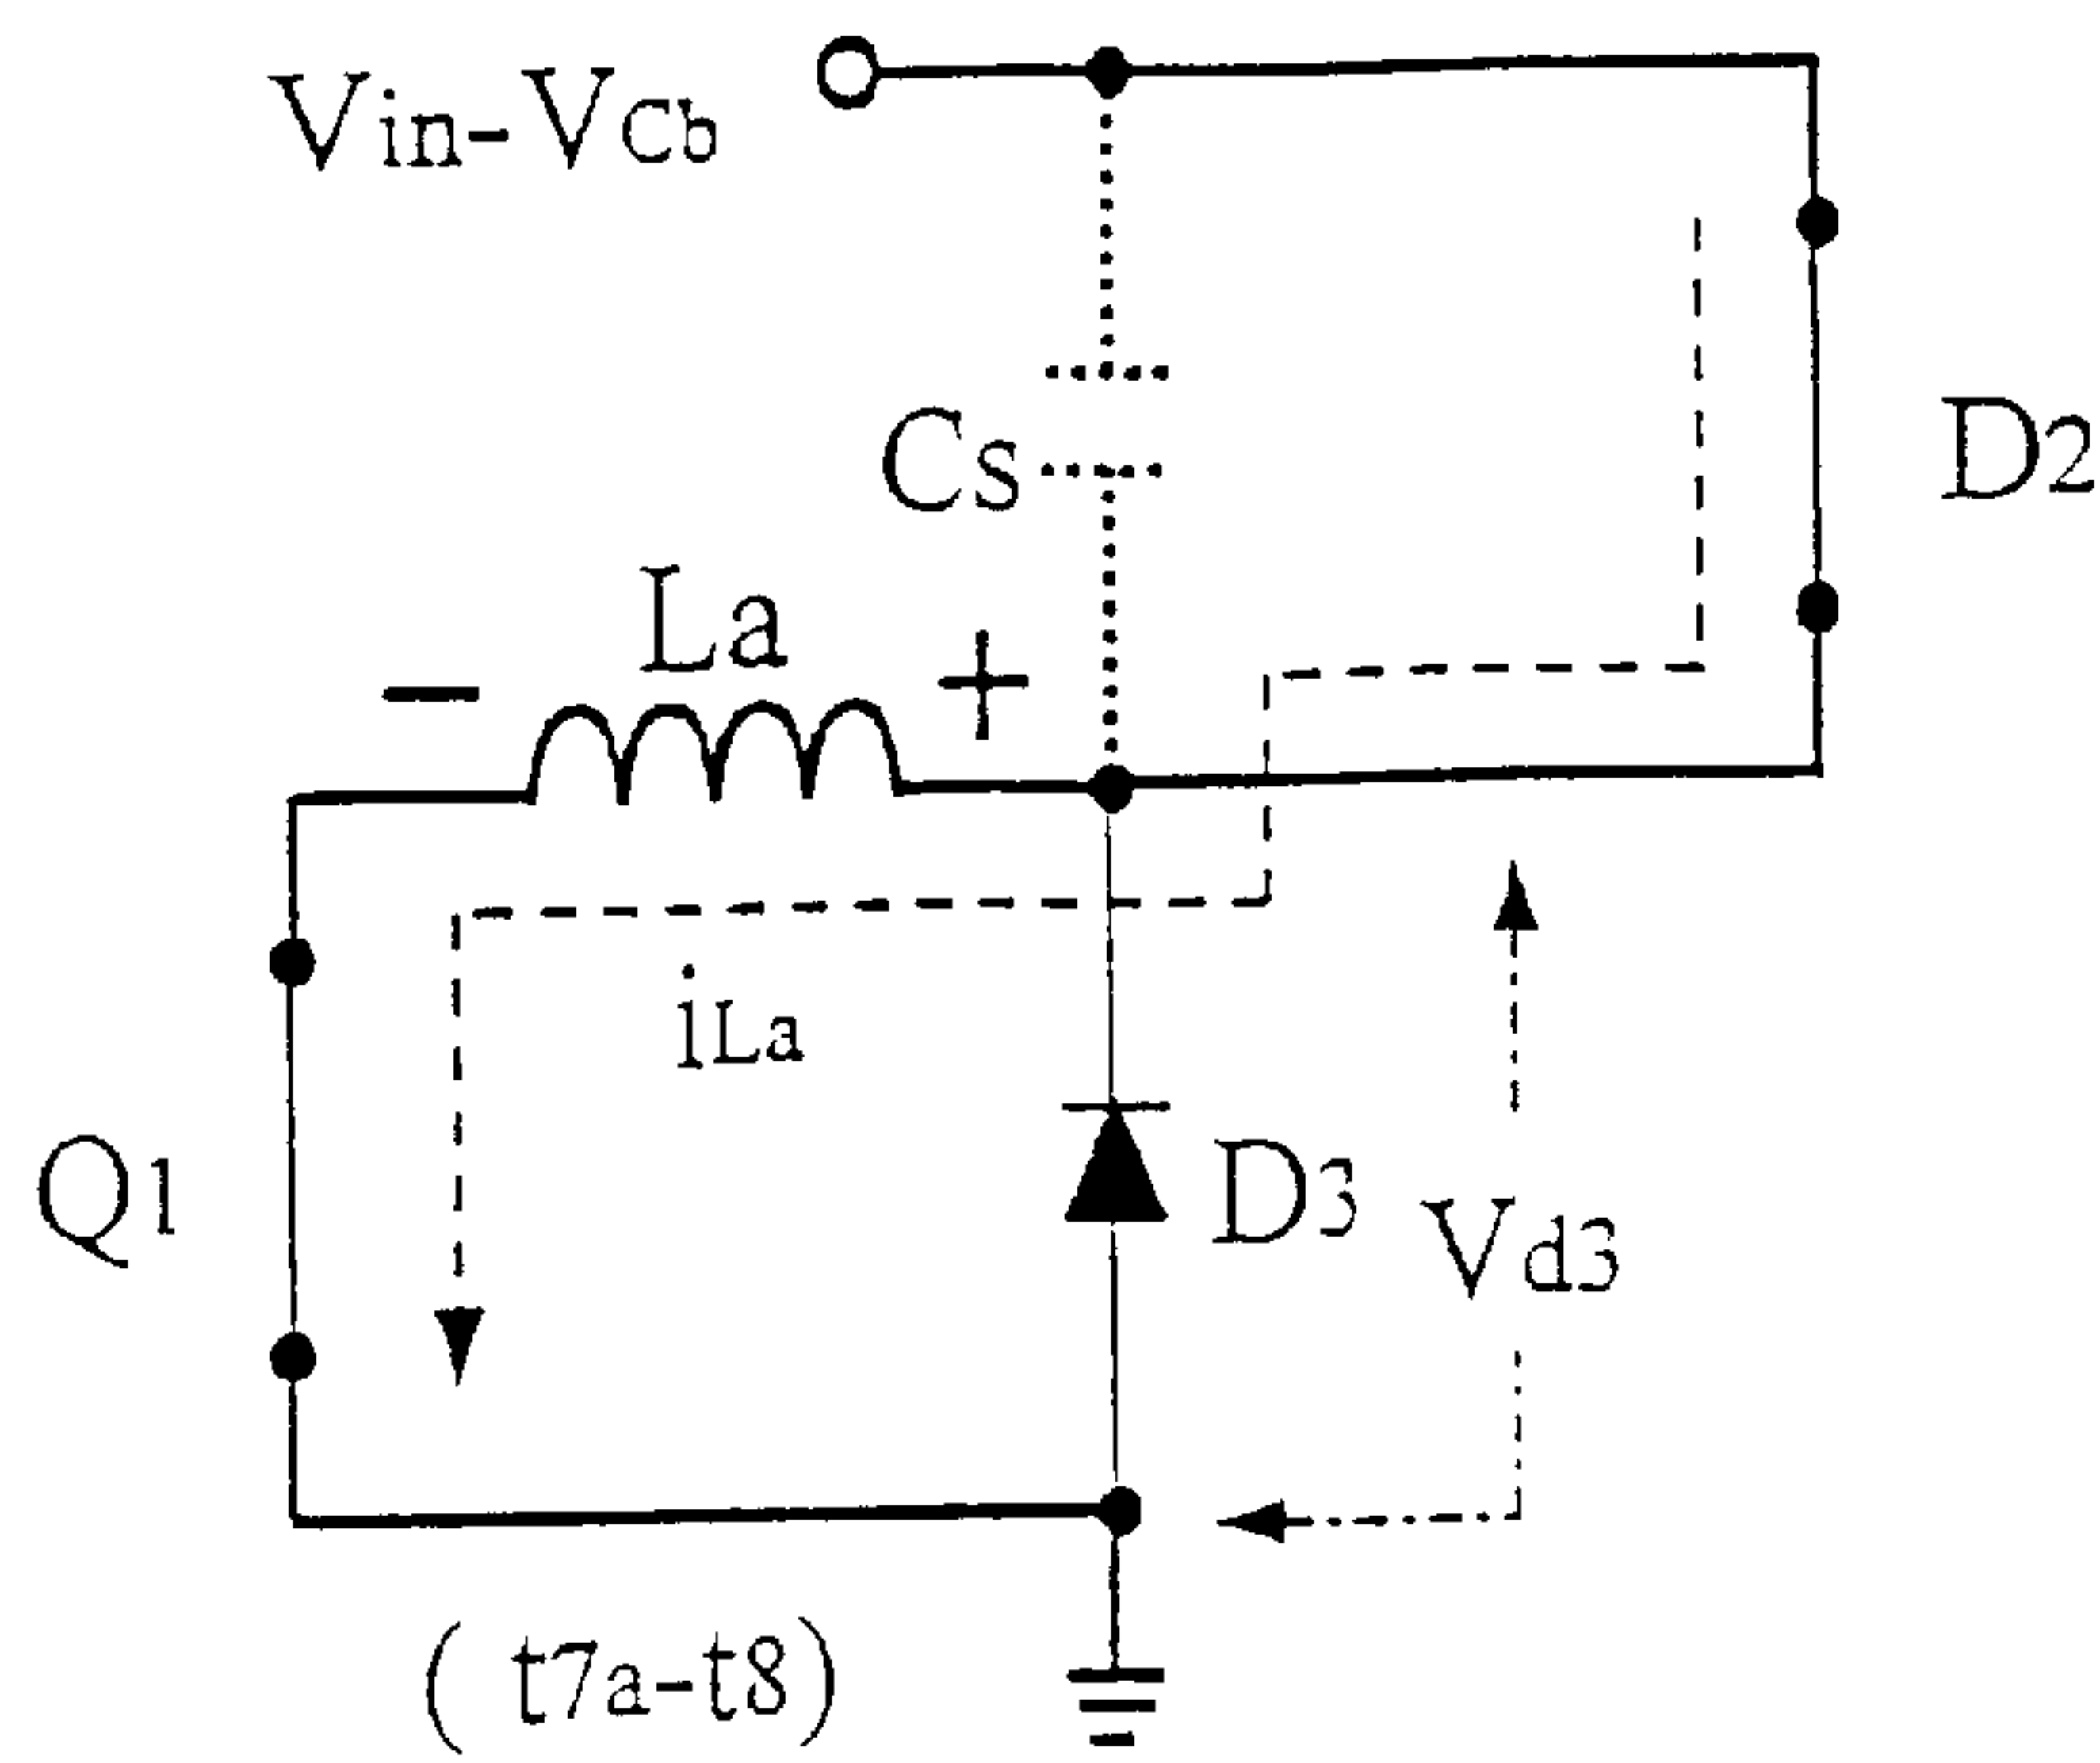 Vin-VCb
D2
Cs
La
- +
iLa
Q1
D3
Vd3
( t7a-t8)